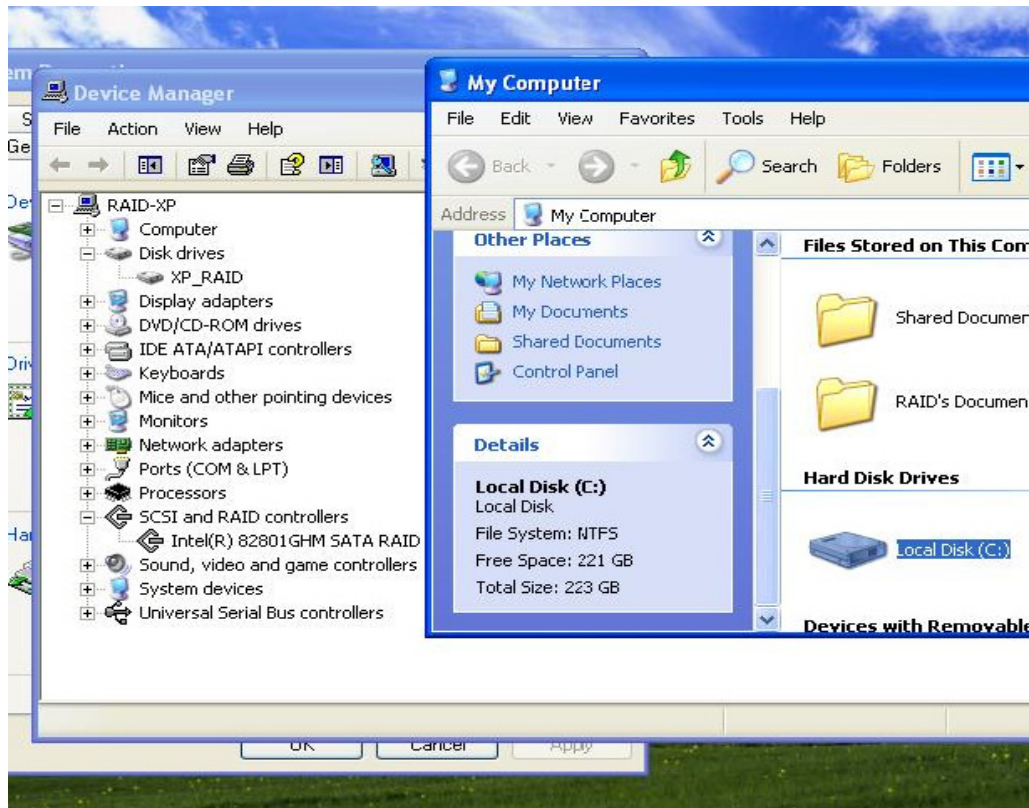 Device Manager
File Action View Help
RAID-XP
Computer
Disk drives
XP_RAID
Display adapters
DVD/CD-ROM drives
IDE ATA/ATAPI controllers
Keyboards
Mice and other pointing devices
Monitors
Network adapters
Ports (COM & LPT)
Processors
SCSI and RAID controllers
Intel(R) 82801GHM SATA RAID
Sound, video and game controllers
System devices
Universal Serial Bus controllers
My Computer
File Edit View Favorites Tools Help
Back Search Folders
Address My Computer
Other Places
My Network Places
My Documents
Shared Documents
Control Panel
Details
Local Disk (C:)
Local Disk
File System: NTFS
Free Space: 221 GB
Total Size: 223 GB
Files Stored on This Com
Shared Documen
RAID's Documen
Hard Disk Drives
Local Disk (C:)
Devices with Removable
OK Cancel Apply